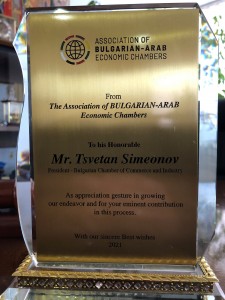 ASSOCIATION OF
BULGARIAN-ARAB
ECONOMIC CHAMBERS
From
The Association of BULGARIAN-ARAB
Economic Chambers
To his Honorable
Mr. Tsvetan Simeonov
President - Bulgarian Chamber of Commerce and Industry
As appreciation gesture in growing
our endeavor and for your eminent contribution
in this process.
With our sincere Best wishes
2021